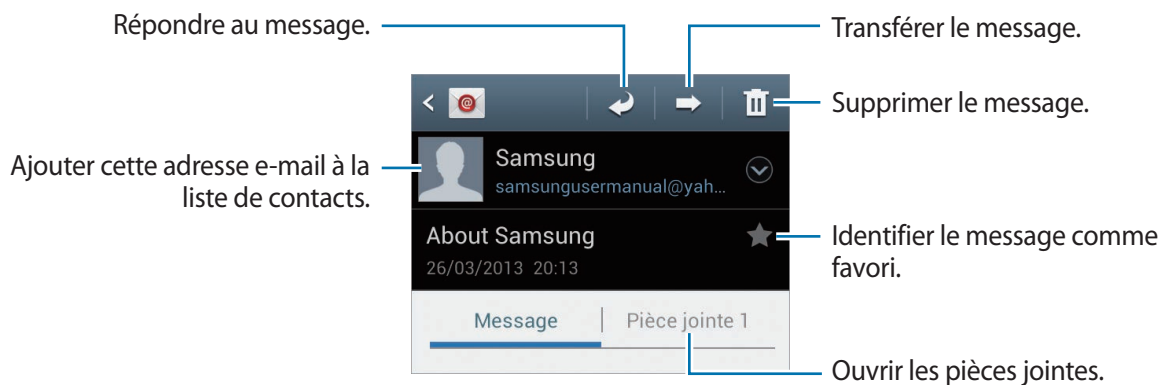 Répondre au message.
Transférer le message.
Supprimer le message.
Ajouter cette adresse e-mail à la
liste de contacts.
Samsung
samsungusermanual@yah...
About Samsung
26/03/2013 20:13
Identifier le message comme
favori.
Message
Pièce jointe 1
Ouvrir les pièces jointes.